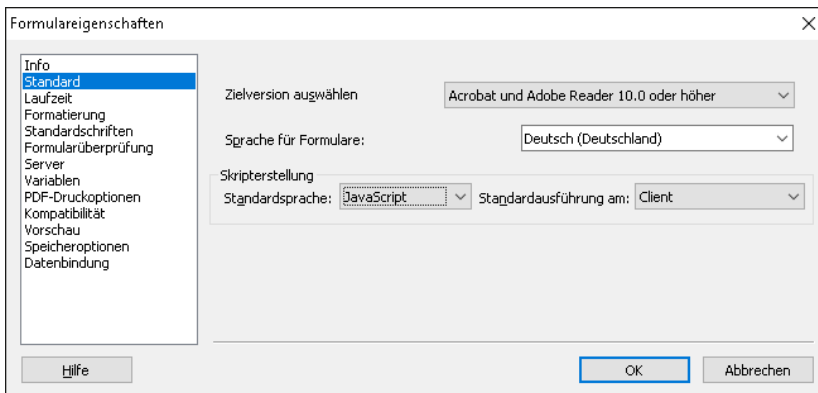 Formulareigenschaften
Info
Standard
Laufzeit
Formatierung
Standardschriften
Formularüberprüfung
Server
Variablen
PDF-Druckoptionen
Kompatibilität
Vorschau
Speicheroptionen
Datenbindung
Zielversion auswählen Acrobat und Adobe Reader 10.0 oder höher
Sprache für Formulare: Deutsch (Deutschland)
Skripterstellung
Standardsprache: JavaScript Standardausführung am: Client
Hilfe OK Abbrechen